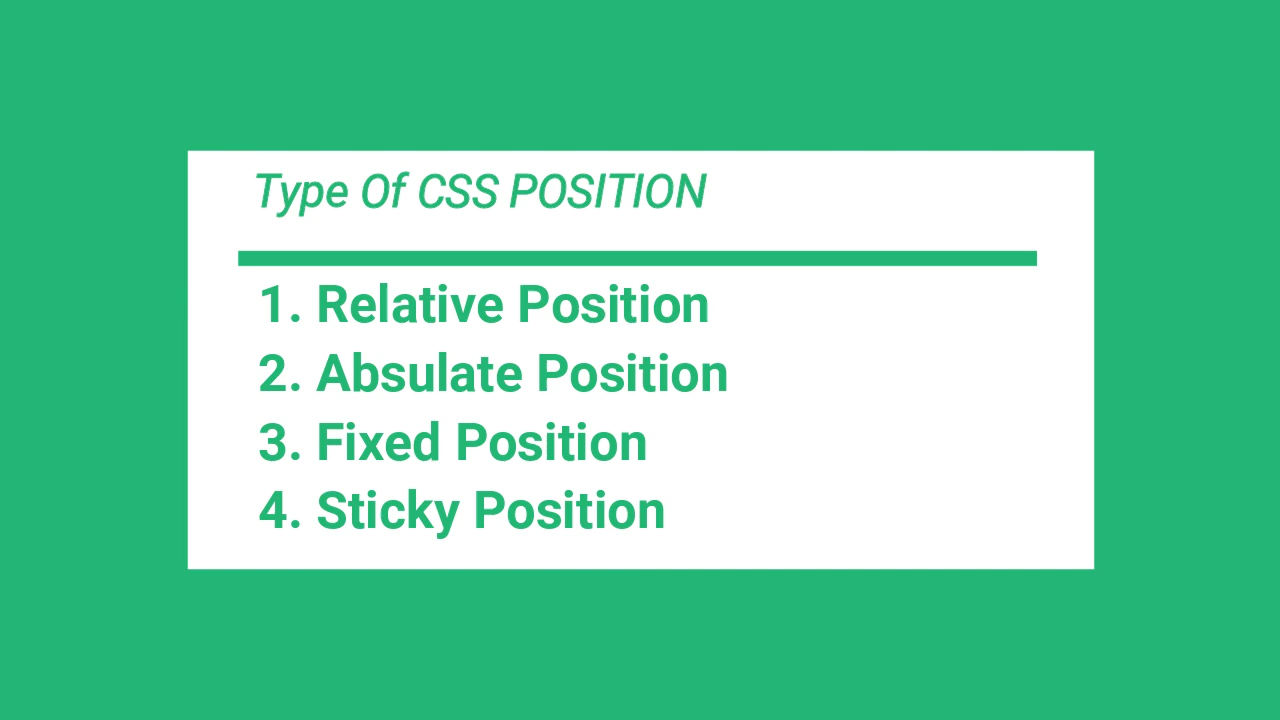 Type Of CSS POSITION
1. Relative Position
2. Absulate Position
3. Fixed Position
4. Sticky Position